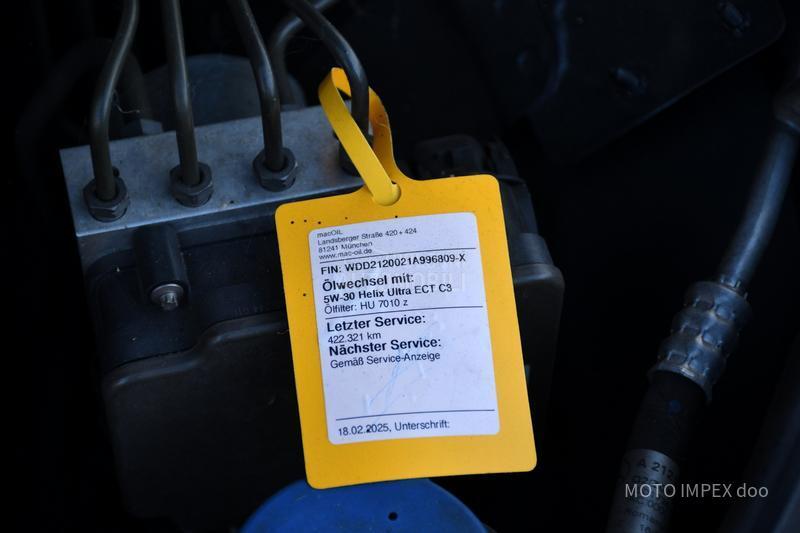 macOIL
Landsberger Straße 420 + 424
81241 München
www.mac-oil.de
FIN: WDD2120021A996809-X
Ölwechsel mit:
5W-30 Helix Ultra ECT C3
Ölfilter: HU 7010 z
Letzter Service:
422.321 km
Nächster Service:
Gemäß Service-Anzeige
18.02.2025, Unterschrift:
A 212
MOTO IMPEX doo